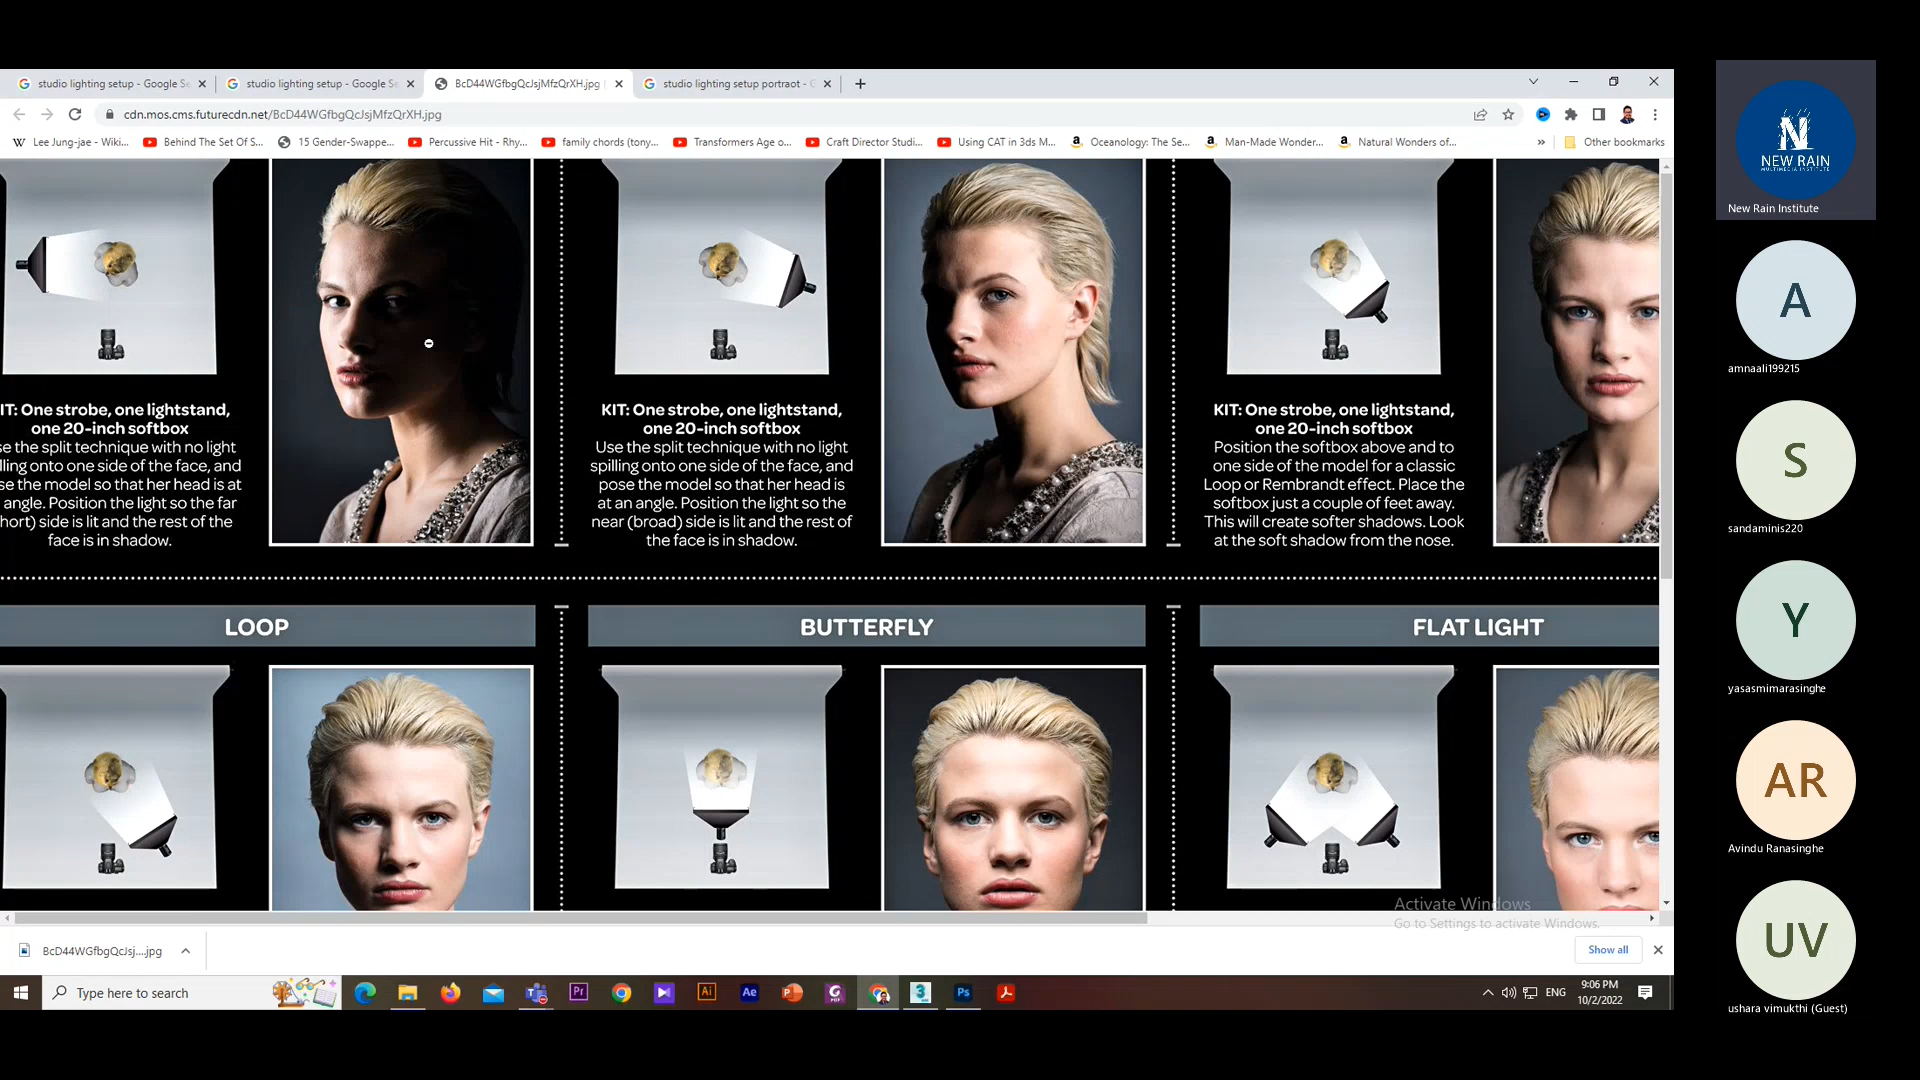 studio lighting setup - Google Se
studio lighting setup - Google Se
BcD44WGfbgQcJsjMfzQrXH.jpg
studio lighting setup portraot - G
cdn.mos.cms.futurecdn.net/BcD44WGfbgQcJsjMfzQrXH.jpg
Lee Jung-jae - Wiki...
Behind The Set Of S...
15 Gender-Swappe...
Percussive Hit - Rhy...
family chords (tony...
Transformers Age o...
Craft Director Studi...
Using CAT in 3ds M...
Oceanology: The Se...
Man-Made Wonder...
Natural Wonders of...
»
Other bookmarks
IT: One strobe, one lightstand,
one 20-inch softbox
se the split technique with no light
lling onto one side of the face, and
se the model so that her head is at
angle. Position the light so the far
hort) side is lit and the rest of the
face is in shadow.
KIT: One strobe, one lightstand,
one 20-inch softbox
Use the split technique with no light
spilling onto one side of the face, and
pose the model so that her head is
at an angle. Position the light so the
near (broad) side is lit and the rest of
the face is in shadow.
KIT: One strobe, one lightstand,
one 20-inch softbox
Position the softbox above and to
one side of the model for a classic
Loop or Rembrandt effect. Place the
softbox just a couple of feet away.
This will create softer shadows. Look
at the soft shadow from the nose.
LOOP
BUTTERFLY
FLAT LIGHT
Activate Windows
Go to Settings to activate Windows.
BcD44WGfbgQcJsj....jpg
Show all
Type here to search
Pr
Ai
Ae
Ps
ENG
9:06 PM
10/2/2022
N
NEW RAIN
MULTIMEDIA INSTITUTE
New Rain Institute
A
amnaali199215
S
sandaminis220
Y
yasasmimarasinghe
AR
Avindu Ranasinghe
UV
ushara vimukthi (Guest)